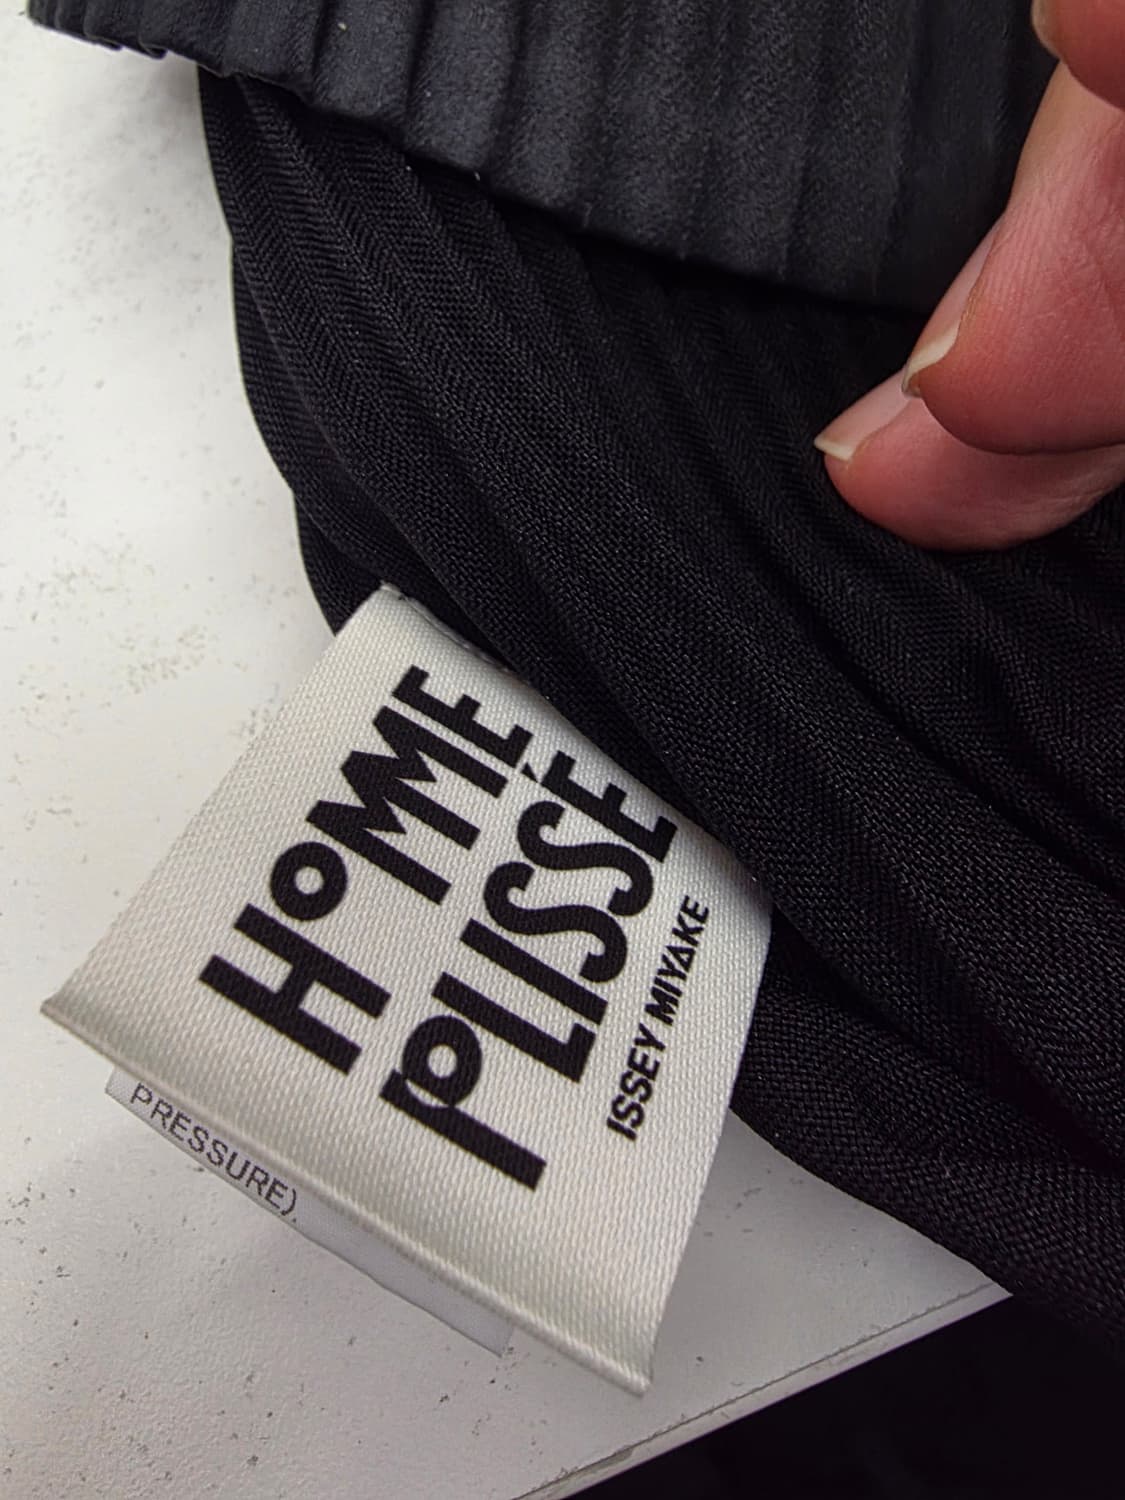 HOMME
PLISSÉ
ISSEY MIYAKE
PRESSURE).